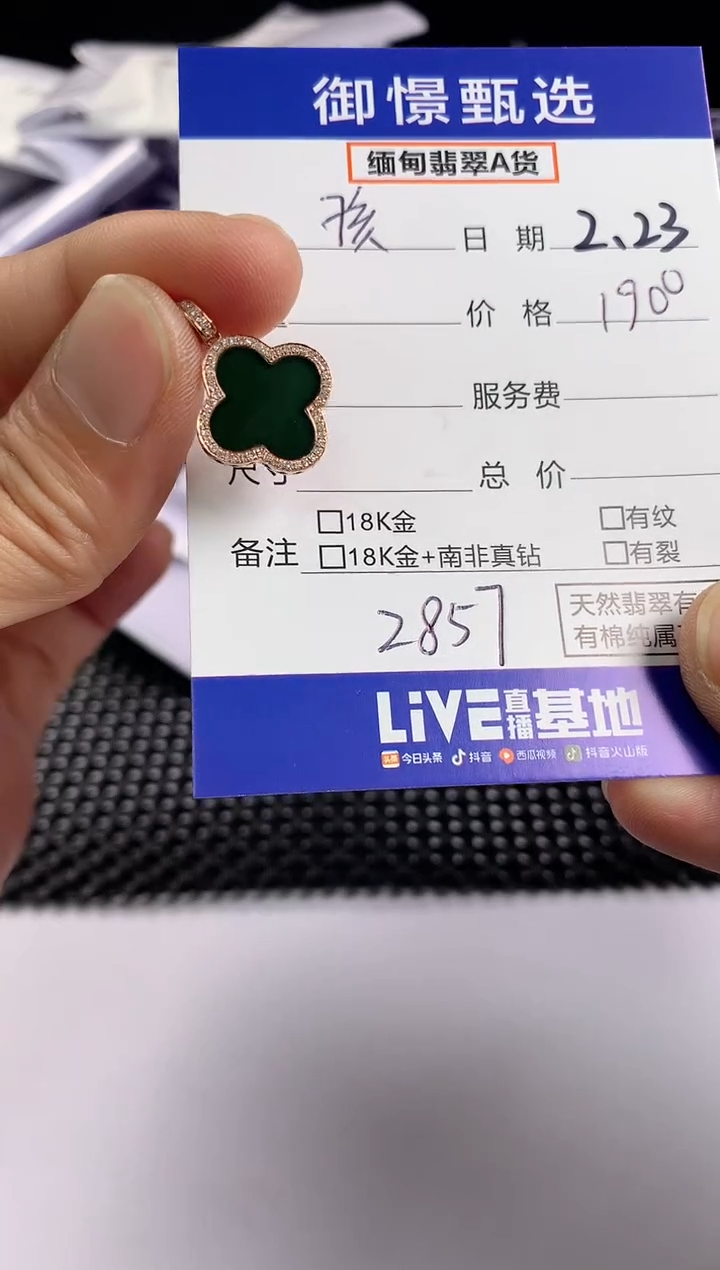 御憬甄选
缅甸翡翠A货
孩 日期 2、23
价格 1900
服务费
尺寸 总价
备注 □18K金 □有纹
□18K金+南非真钻 □有裂
2857
天然翡翠有
有棉纯属
LiVE直播基地
今日头条 抖音 西瓜视频 抖音火山版